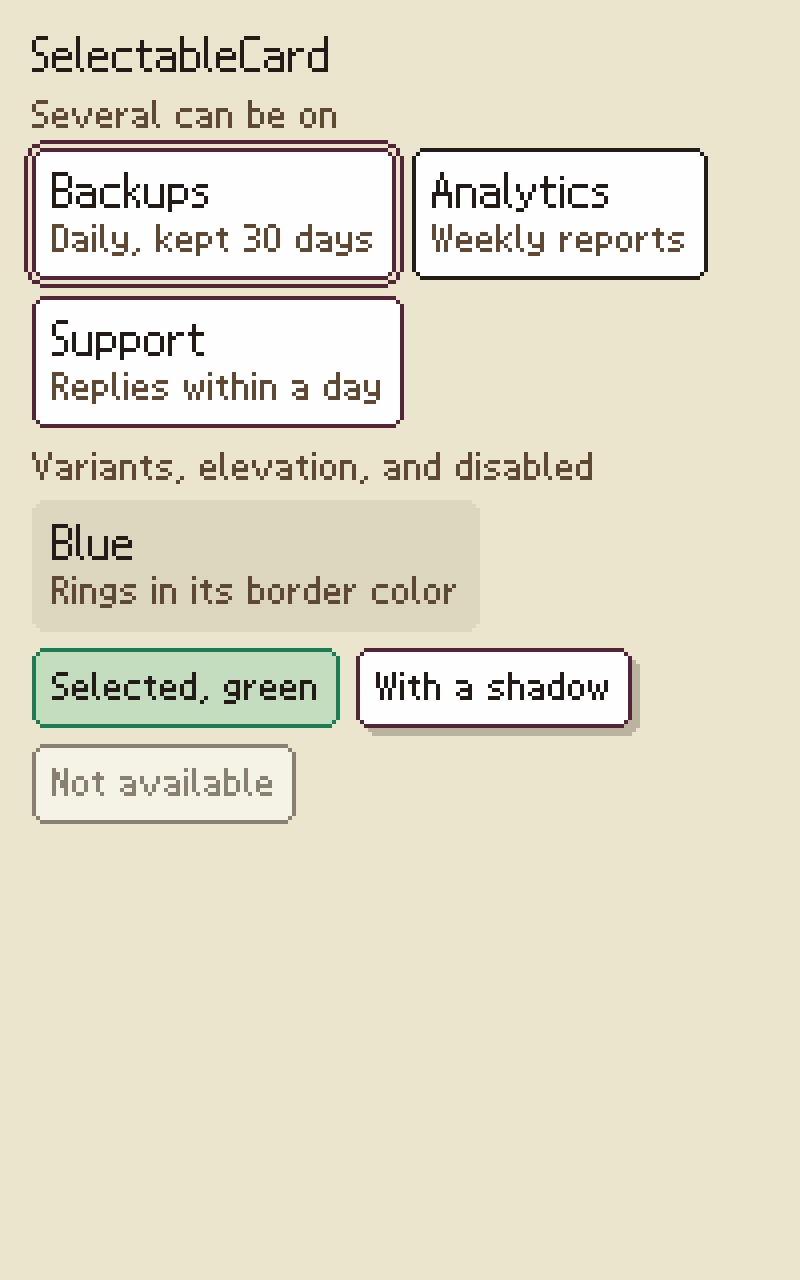 SelectableCard
Several can be on
Backups
Daily, kept 30 days
Analytics
Weekly reports
Support
Replies within a day
Variants, elevation, and disabled
Blue
Rings in its border color
Selected, green
With a shadow
Not available